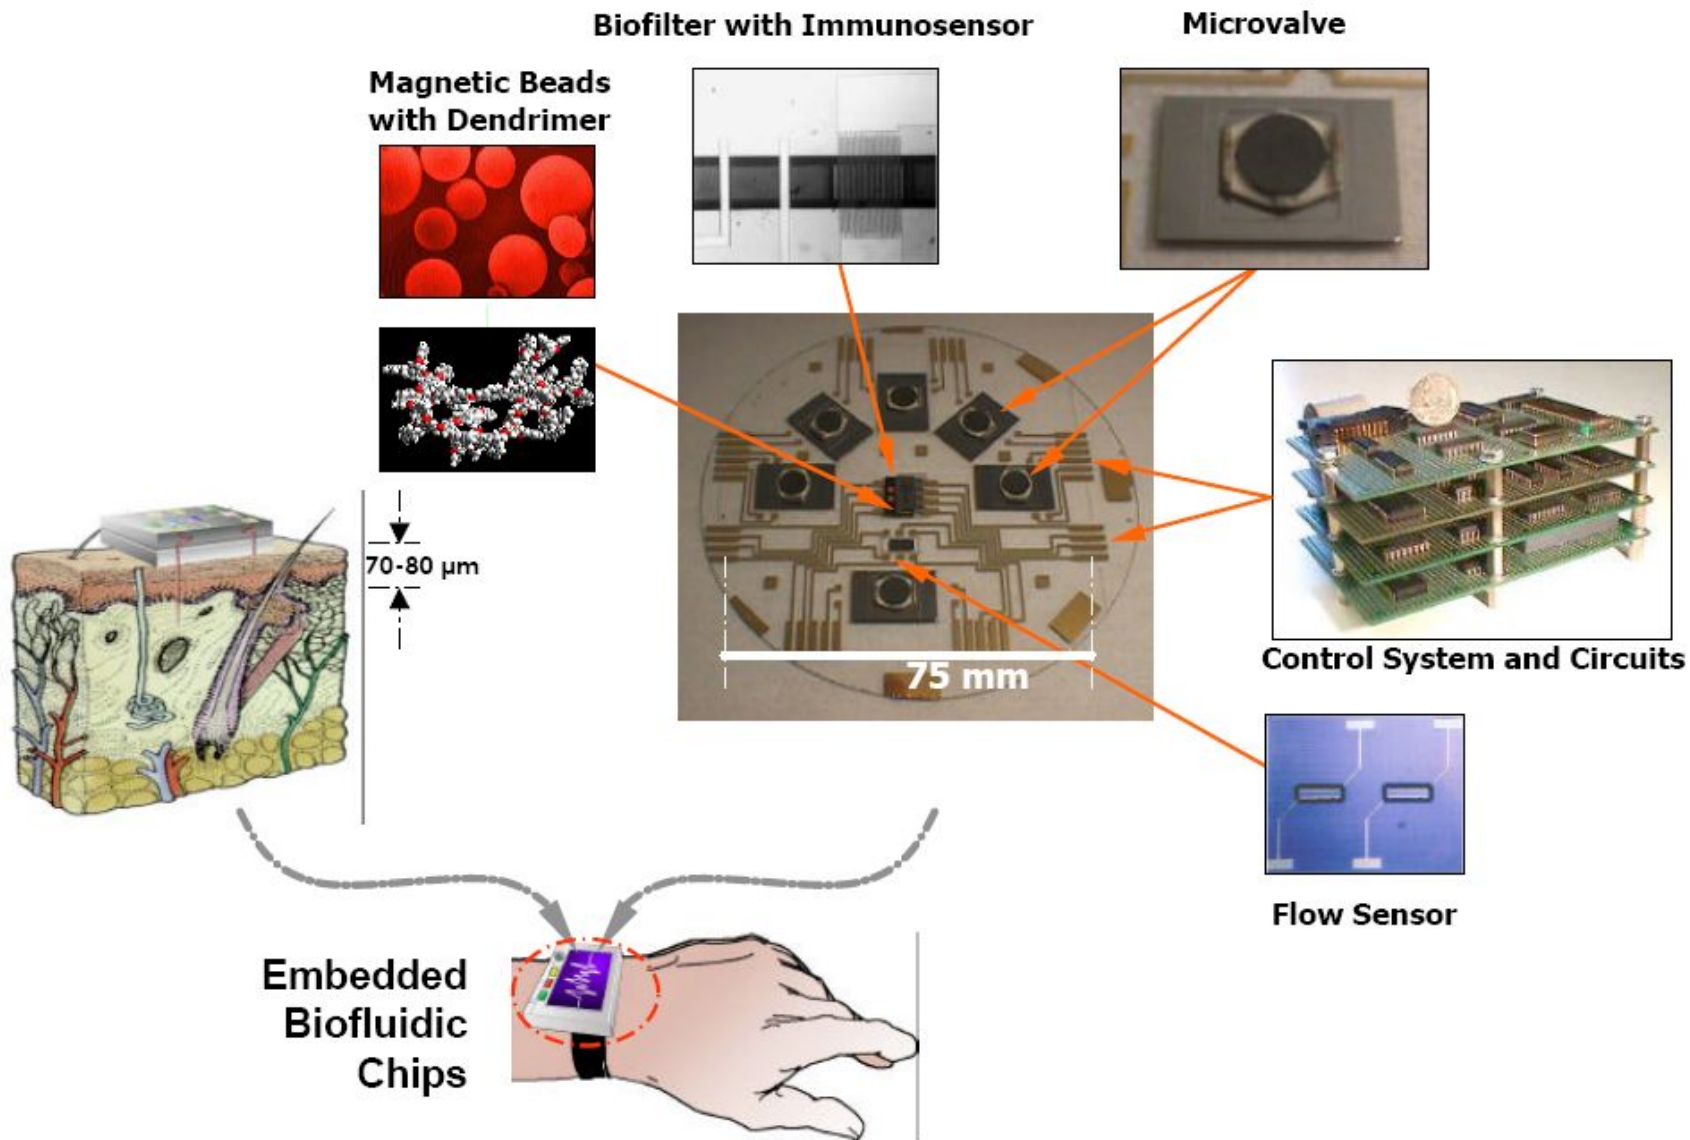 Biofilter with Immunosensor
Microvalve
Magnetic Beads
with Dendrimer
70-80 μm
75 mm
Control System and Circuits
Flow Sensor
Embedded
Biofluidic
Chips